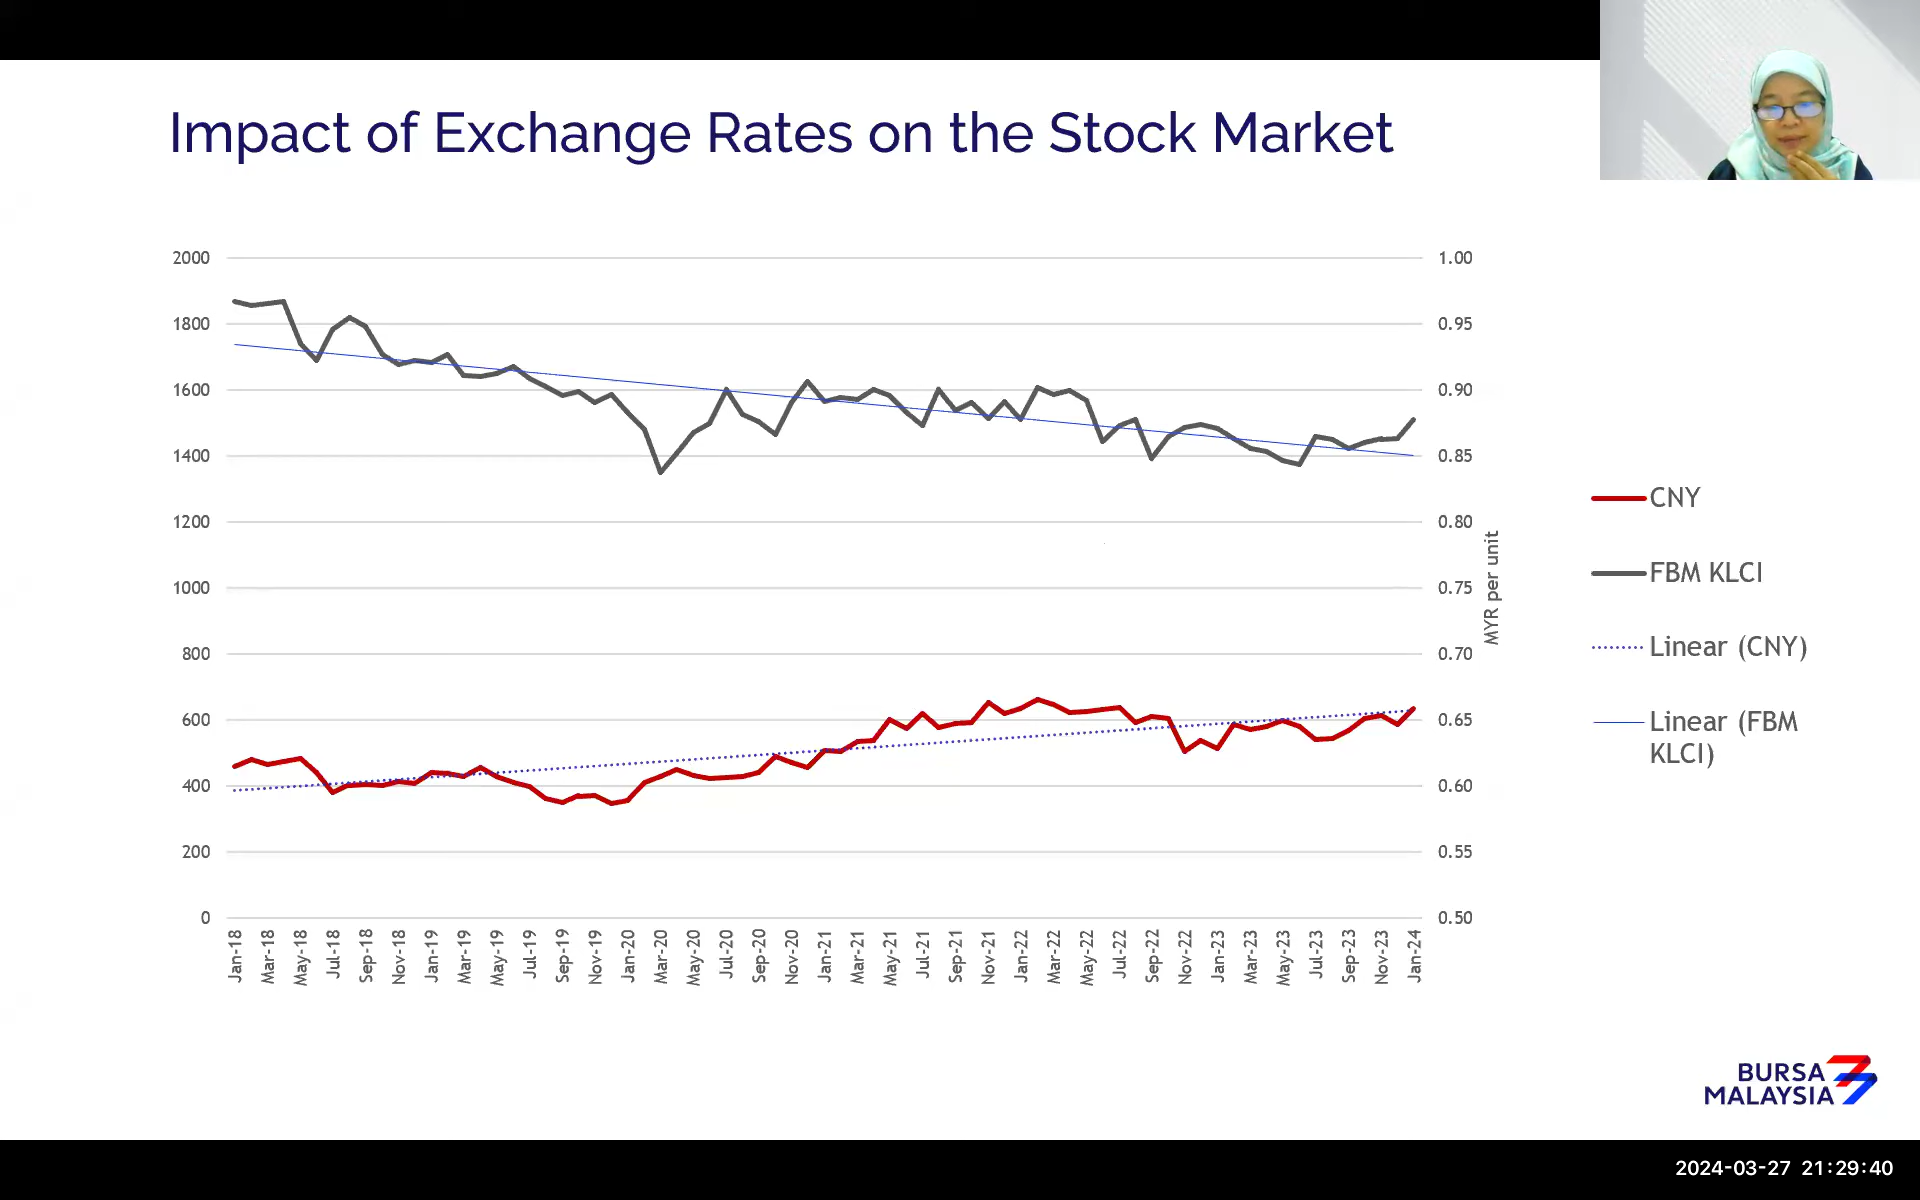 Impact of Exchange Rates on the Stock Market
2000
1800
1600
1400
1200
1000
800
600
400
200
0
1.00
0.95
0.90
0.85
0.80
0.75
0.70
0.65
0.60
0.55
0.50
MYR per unit
Jan-18
Mar-18
May-18
Jul-18
Sep-18
Nov-18
Jan-19
Mar-19
May-19
Jul-19
Sep-19
Nov-19
Jan-20
Mar-20
May-20
Jul-20
Sep-20
Nov-20
Jan-21
Mar-21
May-21
Jul-21
Sep-21
Nov-21
Jan-22
Mar-22
May-22
Jul-22
Sep-22
Nov-22
Jan-23
Mar-23
May-23
Jul-23
Sep-23
Nov-23
Jan-24
CNY
FBM KLCI
Linear (CNY)
Linear (FBM
KLCI)
BURSA
MALAYSIA
2024-03-27 21:29:40